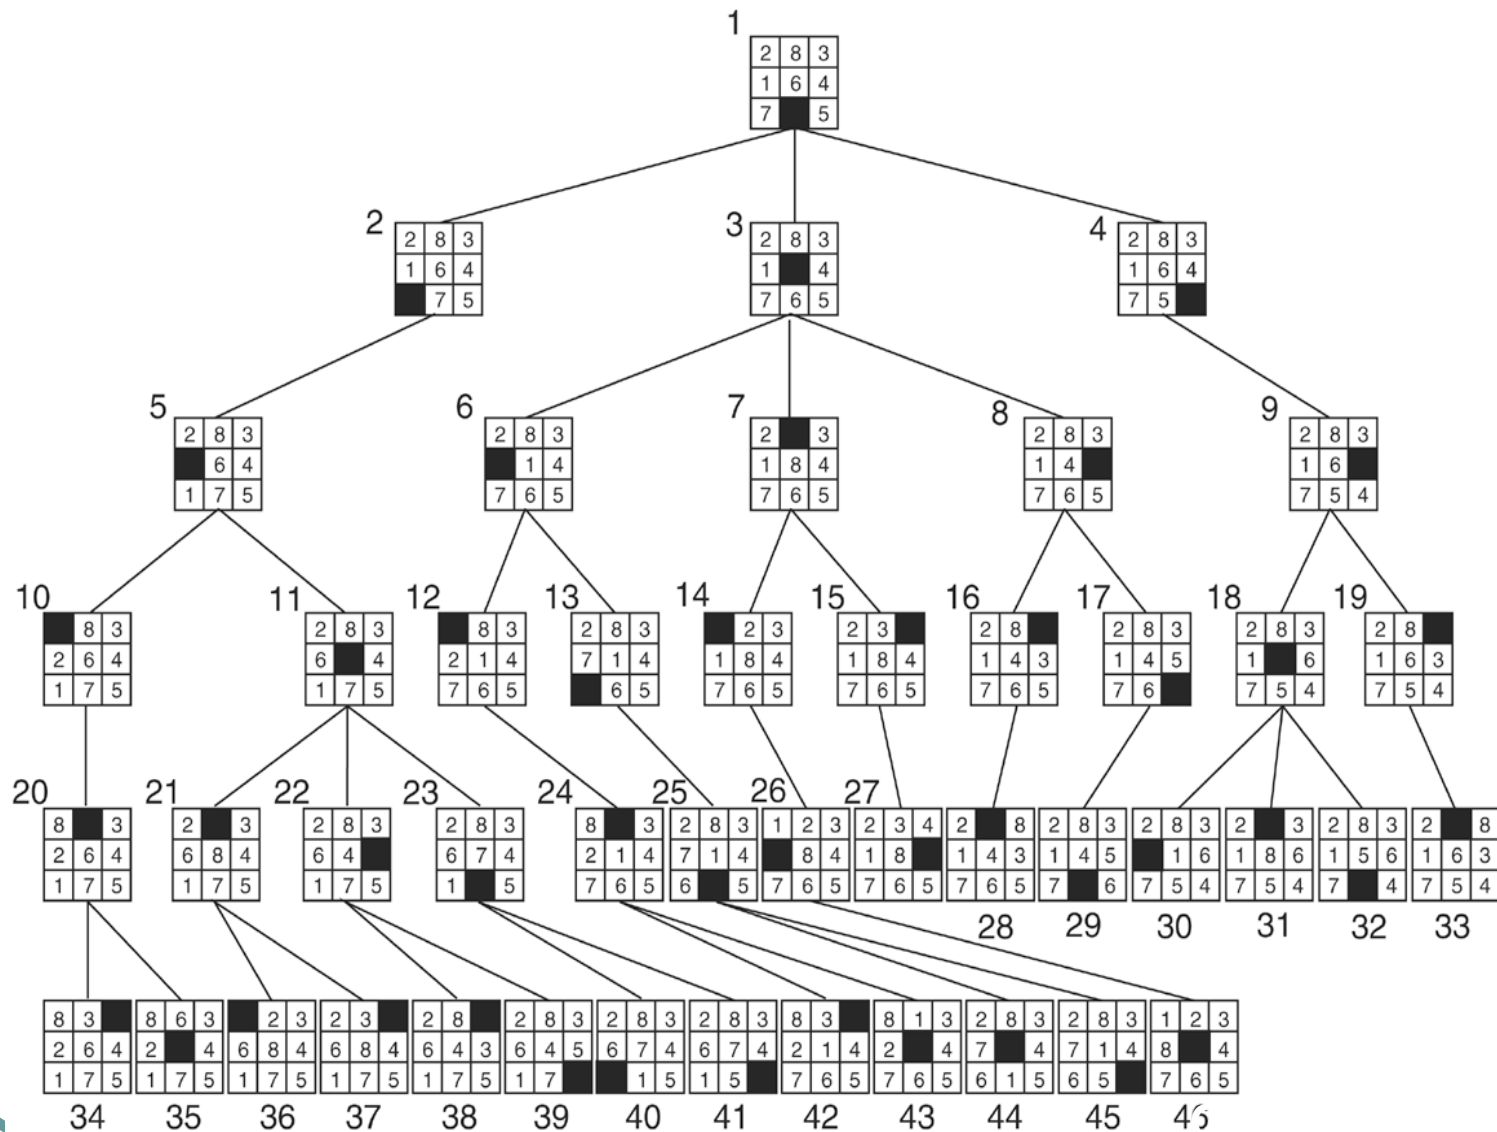 1
2 8 3
1 6 4
7 5
2
2 8 3
1 6 4
7 5
3
2 8 3
1 4
7 6 5
4
2 8 3
1 6 4
7 5
5
2 8 3
6 4
1 7 5
6
2 8 3
1 4
7 6 5
7
2 3
1 8 4
7 6 5
8
2 8 3
1 4
7 6 5
9
2 8 3
1 6
7 5 4
10
8 3
2 6 4
1 7 5
11
2 8 3
6 4
1 7 5
12
8 3
2 1 4
7 6 5
13
2 8 3
7 1 4
6 5
14
2 3
1 8 4
7 6 5
15
2 3
1 8 4
7 6 5
16
2 8
1 4 3
7 6 5
17
2 8 3
1 4 5
7 6
18
2 8 3
1 6
7 5 4
19
2 8
1 6 3
7 5 4
20
8 3
2 6 4
1 7 5
21
2 3
6 8 4
1 7 5
22
2 8 3
6 4
1 7 5
23
2 8 3
6 7 4
1 5
24
8 3
2 1 4
7 6 5
25
2 8 3
7 1 4
6 5
26
1 2 3
8 4
7 6 5
27
2 3 4
1 8
7 6 5
2 8
1 4 3
7 6 5
28
2 8 3
1 4 5
7 6
29
2 8 3
1 6
7 5 4
30
2 3
1 8 6
7 5 4
31
2 8 3
1 5 6
7 4
32
2 8
1 6 3
7 5 4
33
8 3
2 6 4
1 7 5
34
8 6 3
2 4
1 7 5
35
2 3
6 8 4
1 7 5
36
2 3
6 8 4
1 7 5
37
2 8
6 4 3
1 7 5
38
2 8 3
6 4 5
1 7
39
2 8 3
6 7 4
1 5
40
2 8 3
6 7 4
1 5
41
8 3
2 1 4
7 6 5
42
8 1 3
2 4
7 6 5
43
2 8 3
7 4
6 1 5
44
2 8 3
7 1 4
6 5
45
1 2 3
8 4
7 6 5
46